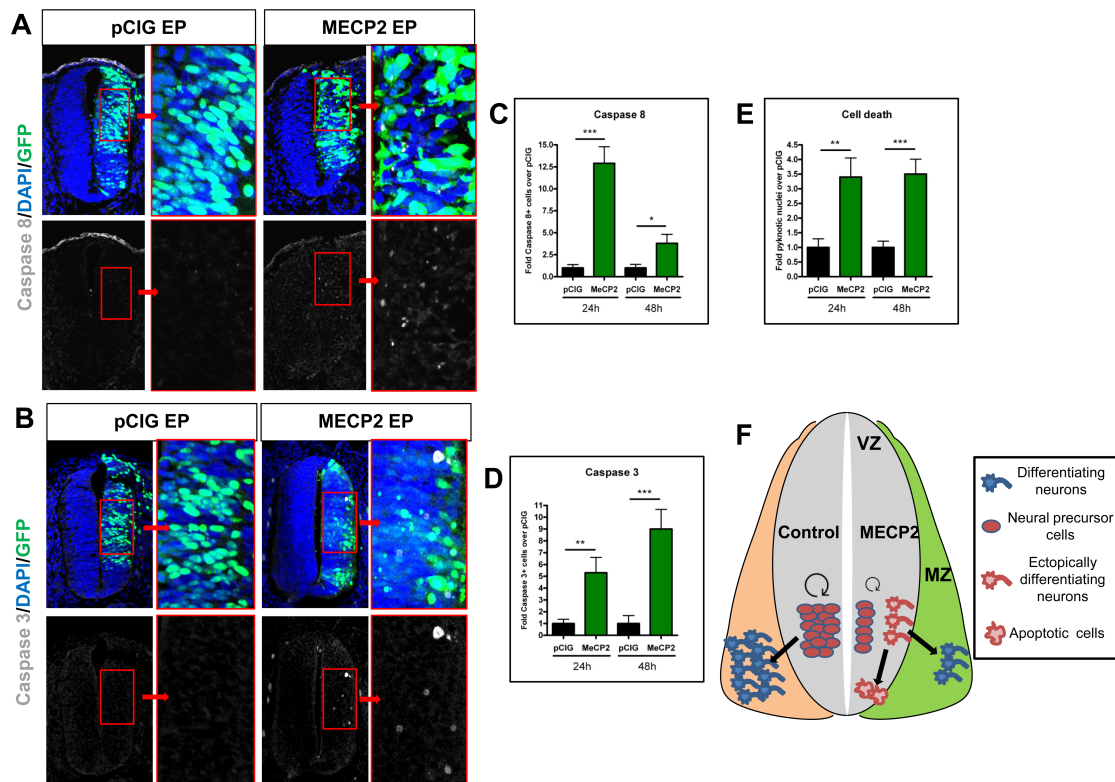 A
pCIG EP
MECP2 EP
Caspase 8/DAPI/GFP
B
pCIG EP
MECP2 EP
Caspase 3/DAPI/GFP
C
Caspase 8
Fold Caspase 8+ cells over pCIG
15.0
12.5
10.0
7.5
5.0
2.5
0
***
*
pCIG MeCP2 pCIG MeCP2
24h 48h
D
Caspase 3
Fold Caspase 3+ cells over pCIG
11
10
9
8
7
6
5
4
3
2
1
0
**
***
pCIG MeCP2 pCIG MeCP2
24h 48h
E
Cell death
Fold pyknotic nuclei over pCIG
4.5
4.0
3.5
3.0
2.5
2.0
1.5
1.0
0.5
0.0
**
***
pCIG MeCP2 pCIG MeCP2
24h 48h
F
VZ
Control
MECP2
MZ
Differentiating
neurons
Neural precursor
cells
Ectopically
differentiating
neurons
Apoptotic cells